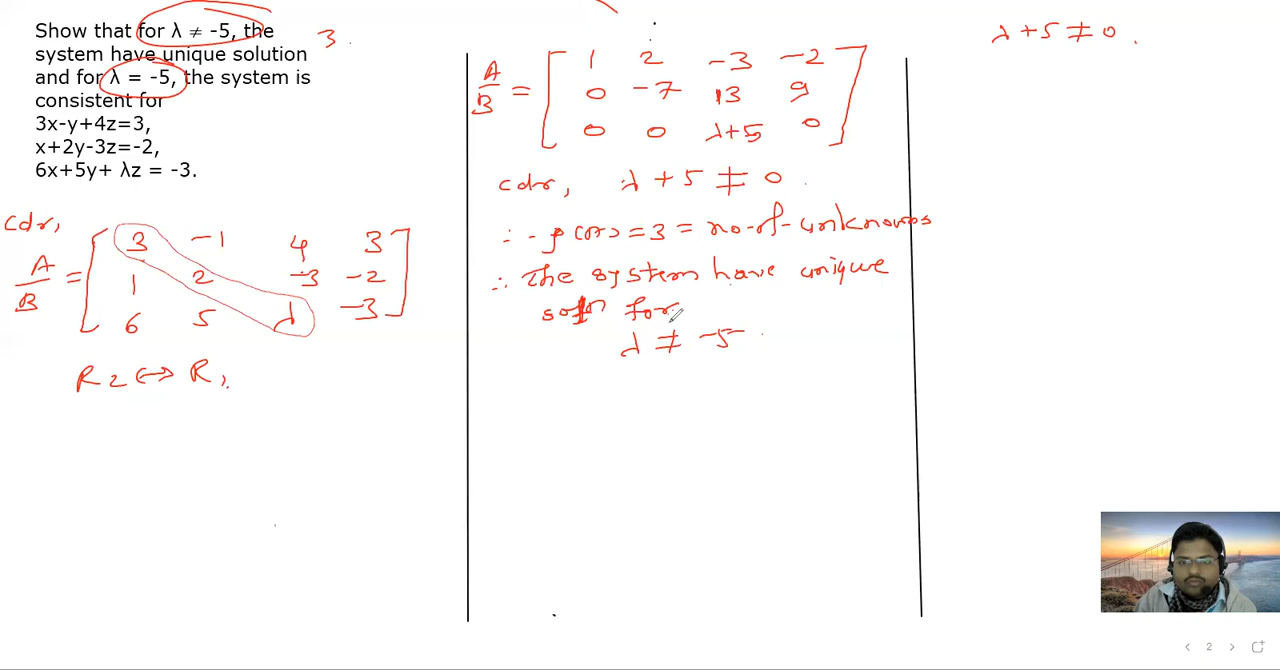 Show that for λ ≠ -5, the
system have unique solution
and for λ = -5, the system is
consistent for
3x-y+4z=3,
x+2y-3z=-2,
6x+5y+ λz = -3.
3
cdr,
A/B = [ 3 -1 4 3
1 2 -3 -2
6 5 λ -3 ]
R2 ↔ R1
A/B = [ 1 2 -3 -2
0 -7 13 9
0 0 λ+5 0 ]
cdr, λ + 5 ≠ 0
∴ = 3 = no-of-unknowns
∴ The system have unique
soln for
λ ≠ -5
λ + 5 ≠ 0.
2